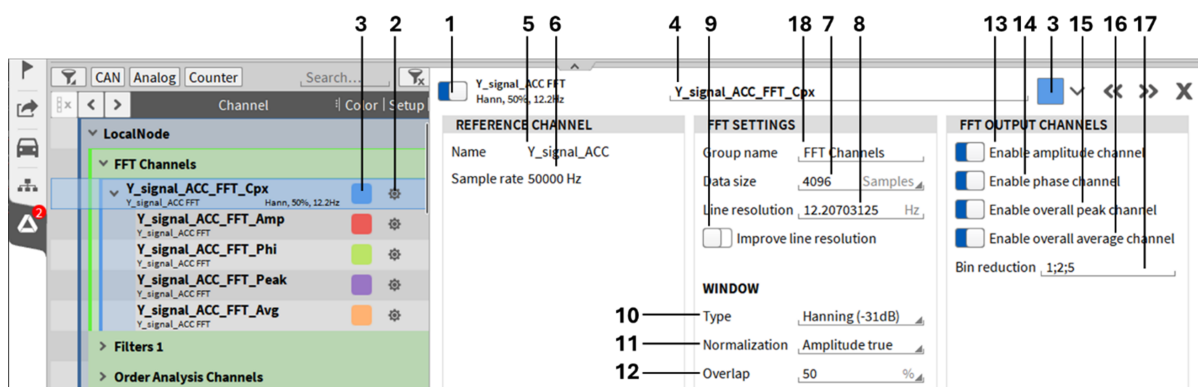 3 2 1 5 6 4 9 18 7 8 13 14 3 15 16 17
CAN Analog Counter Search...
Y_signal_ACC FFT
Hann, 50%, 12.2Hz
Y_signal_ACC_FFT_Cpx
Channel Color Setup
REFERENCE CHANNEL
Name Y_signal_ACC
Sample rate 50000 Hz
FFT SETTINGS
Group name FFT Channels
Data size 4096 Samples
Line resolution 12.20703125 Hz
Improve line resolution
WINDOW
10 Type Hanning (-31dB)
11 Normalization Amplitude true
12 Overlap 50 %
FFT OUTPUT CHANNELS
Enable amplitude channel
Enable phase channel
Enable overall peak channel
Enable overall average channel
Bin reduction 1;2;5
LocalNode
FFT Channels
Y_signal_ACC_FFT_Cpx
Y_signal_ACC FFT Hann, 50%, 12.2Hz
Y_signal_ACC_FFT_Amp
Y_signal_ACC FFT
Y_signal_ACC_FFT_Phi
Y_signal_ACC FFT
Y_signal_ACC_FFT_Peak
Y_signal_ACC FFT
Y_signal_ACC_FFT_Avg
Y_signal_ACC FFT
Filters 1
Order Analysis Channels
2